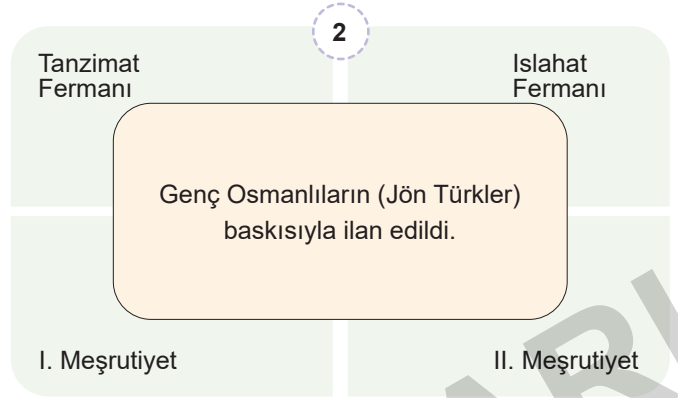 2
Tanzimat
Fermanı
Islahat
Fermanı
Genç Osmanlıların (Jön Türkler)
baskısıyla ilan edildi.
I. Meşrutiyet
II. Meşrutiyet